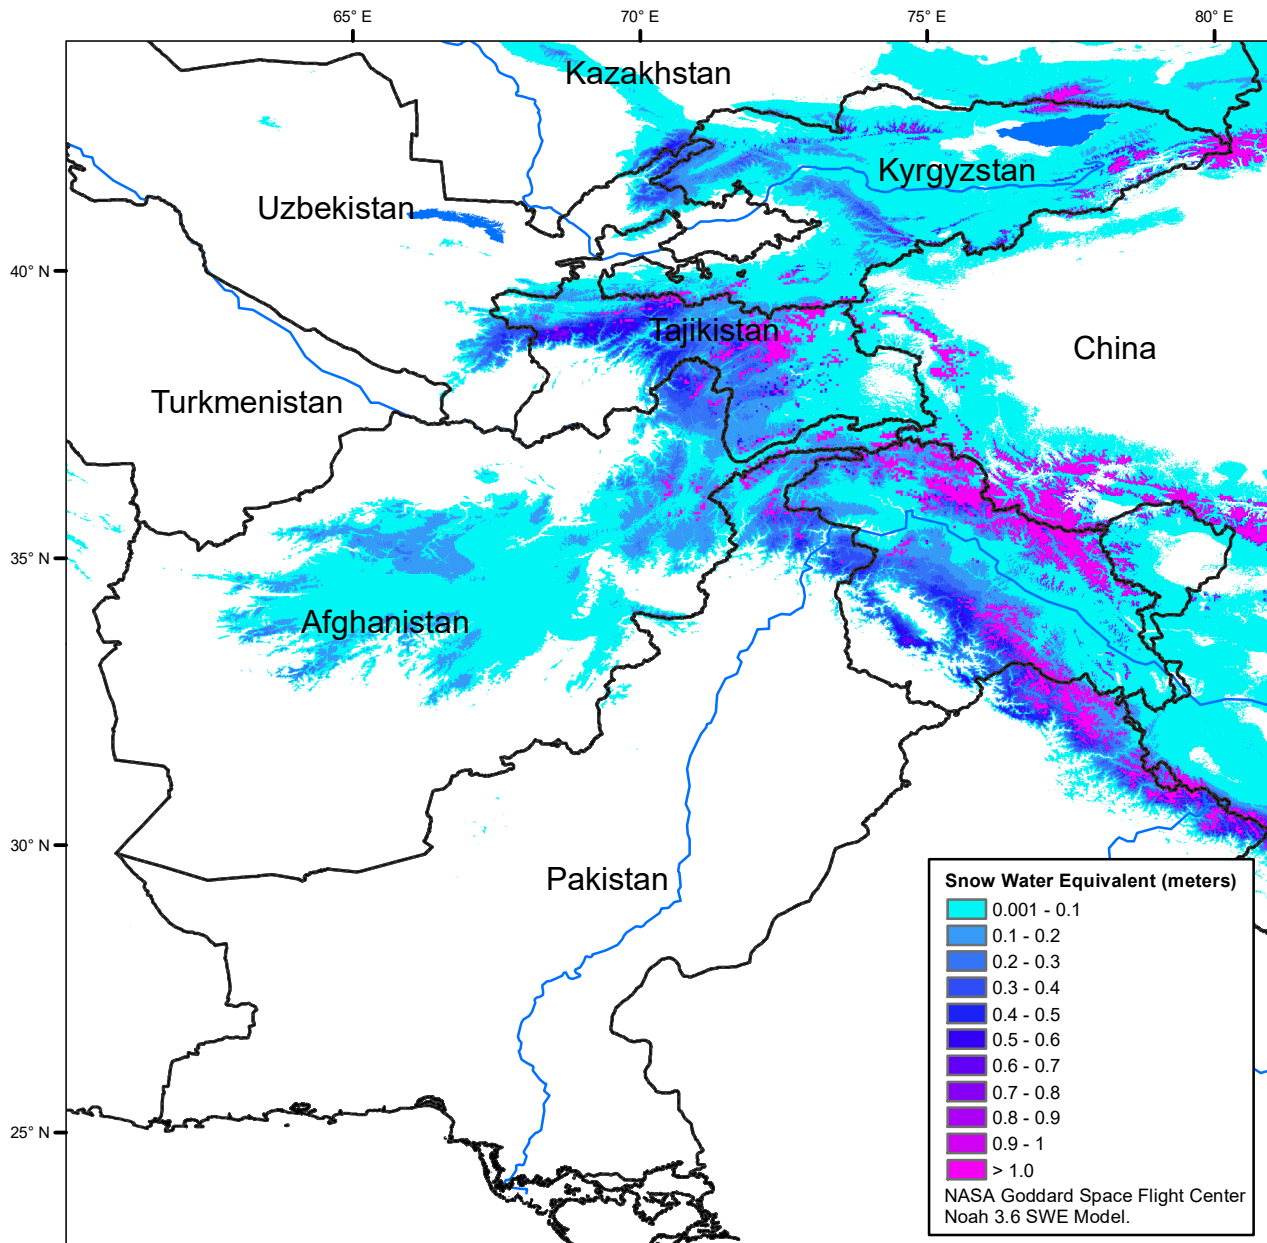 65° E
70° E
75° E
80° E
Kazakhstan
Kyrgyzstan
Uzbekistan
40° N
Tajikistan
China
Turkmenistan
35° N
Afghanistan
30° N
Pakistan
25° N
Snow Water Equivalent (meters)
0.001 - 0.1
0.1 - 0.2
0.2 - 0.3
0.3 - 0.4
0.4 - 0.5
0.5 - 0.6
0.6 - 0.7
0.7 - 0.8
0.8 - 0.9
0.9 - 1
> 1.0
NASA Goddard Space Flight Center
Noah 3.6 SWE Model.